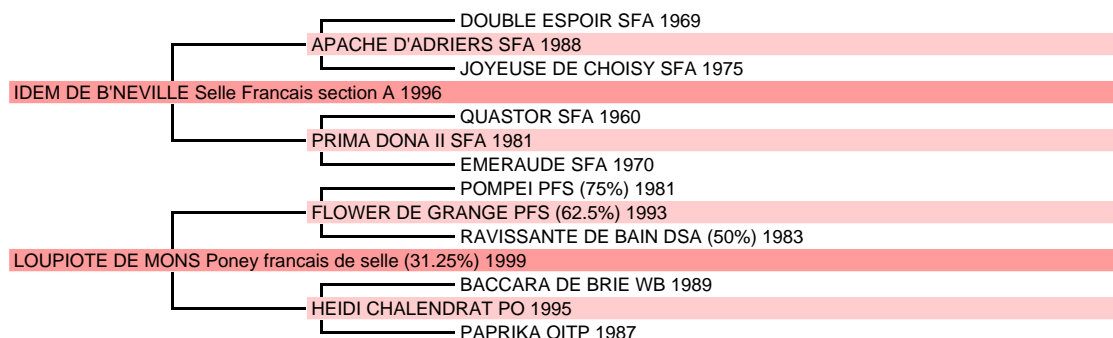 DOUBLE ESPOIR SFA 1969
APACHE D'ADRIERS SFA 1988
JOYEUSE DE CHOISY SFA 1975
IDEM DE B'NEVILLE Selle Francais section A 1996
QUASTOR SFA 1960
PRIMA DONA II SFA 1981
EMERAUDE SFA 1970
POMPEI PFS (75%) 1981
FLOWER DE GRANGE PFS (62.5%) 1993
RAVISSANTE DE BAIN DSA (50%) 1983
LOUPIOTE DE MONS Poney francais de selle (31.25%) 1999
BACCARA DE BRIE WB 1989
HEIDI CHALENDRAT PO 1995
PAPRIKA OITP 1987